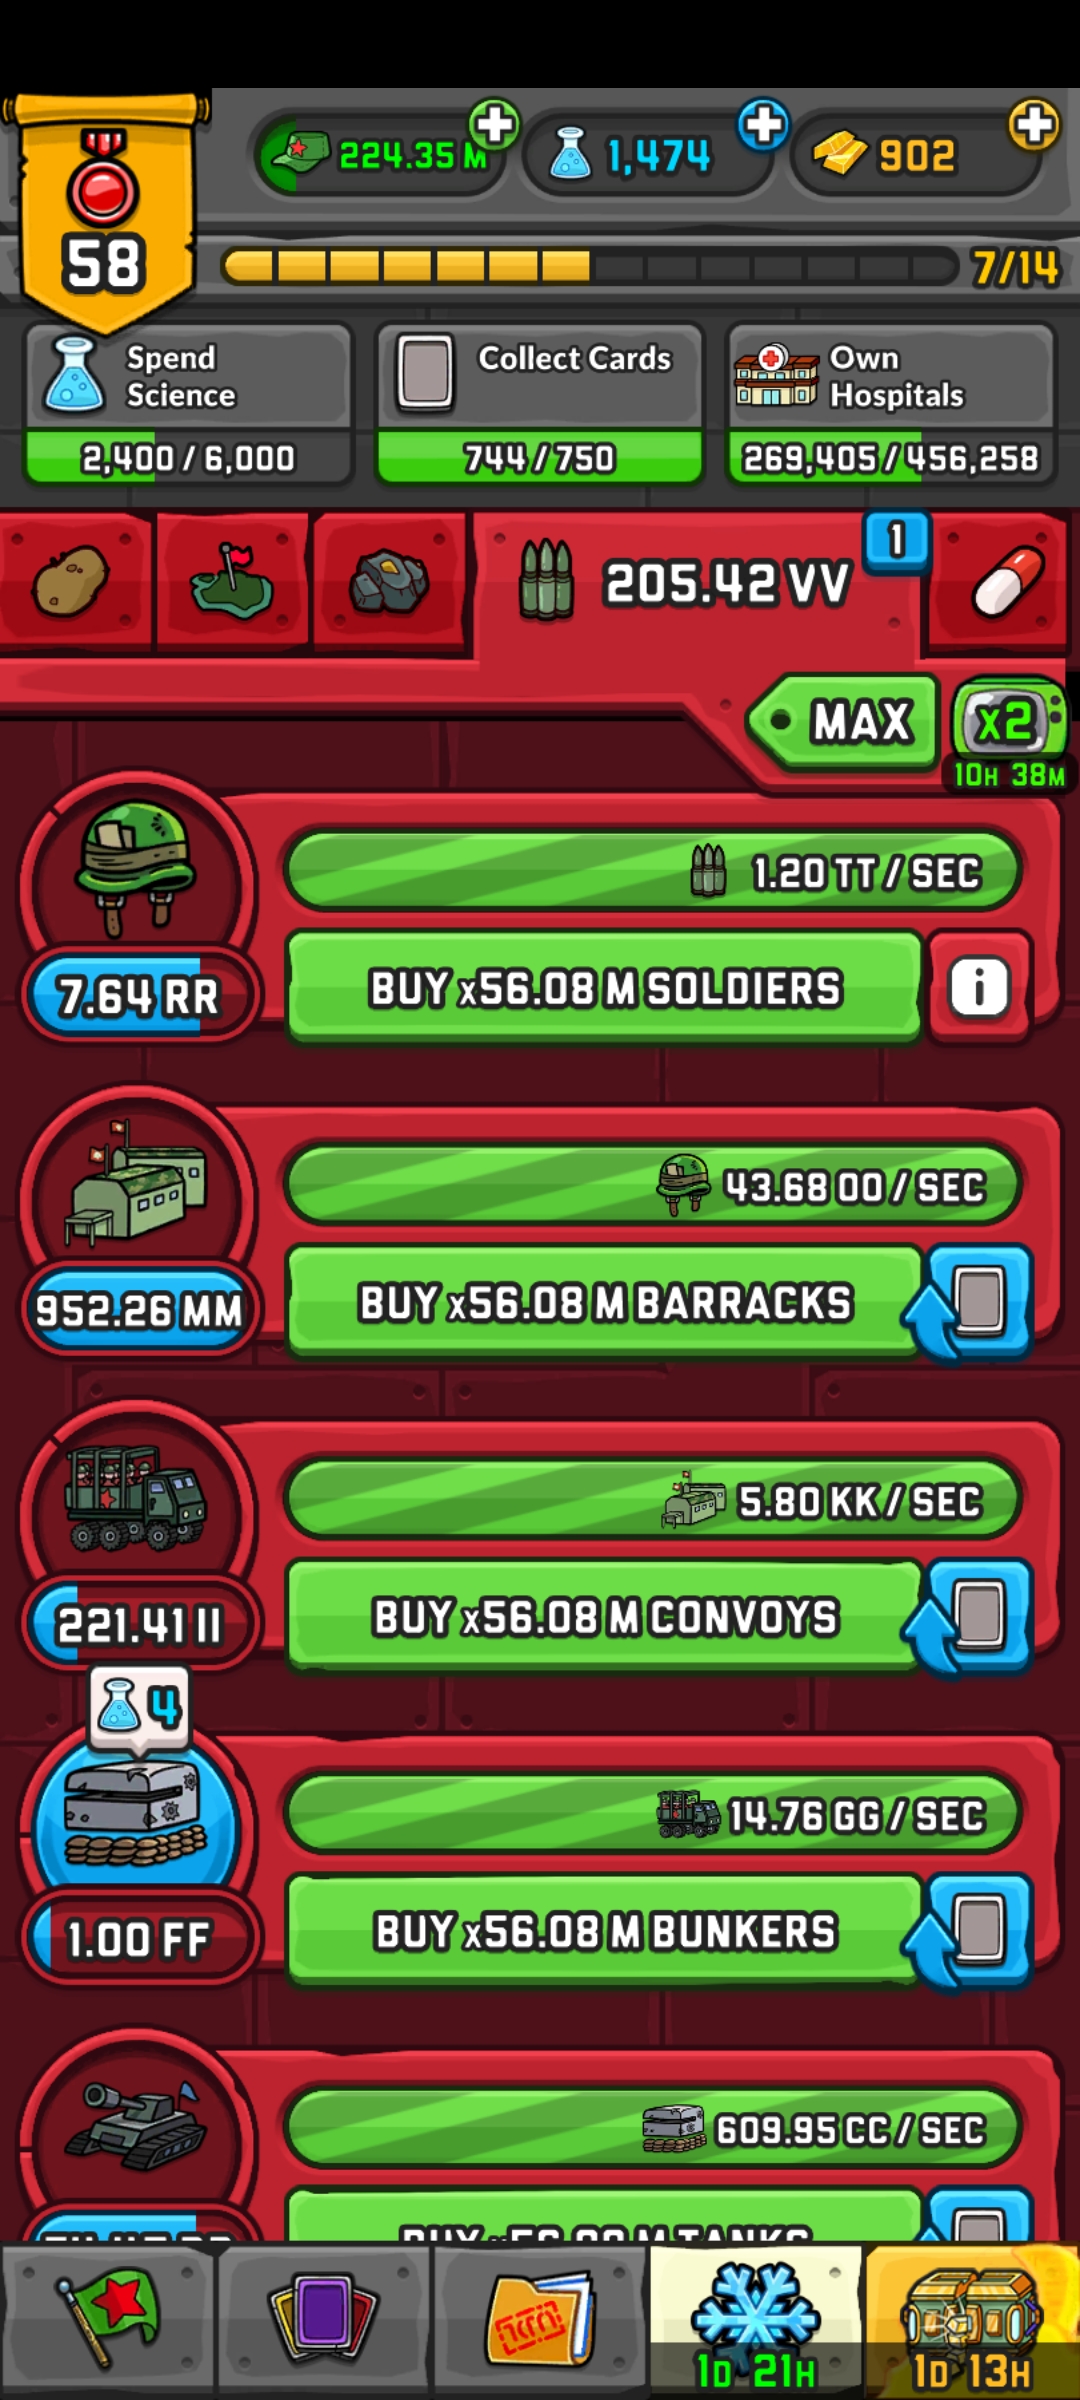 58
224.35 M
1,474
902
7/14
Spend
Science
2,400 / 6,000
Collect Cards
744 / 750
Own
Hospitals
269,405 / 456,258
205.42 VV
1
MAX
x2
10H 38M
1.20 TT / SEC
7.64 RR
BUY x56.08 M SOLDIERS
i
43.68 OO / SEC
952.26 MM
BUY x56.08 M BARRACKS
5.80 KK / SEC
221.41 II
BUY x56.08 M CONVOYS
4
14.76 GG / SEC
1.00 FF
BUY x56.08 M BUNKERS
609.95 CC / SEC
BUY x56.08 M TANKS
1D 21H
1D 13H